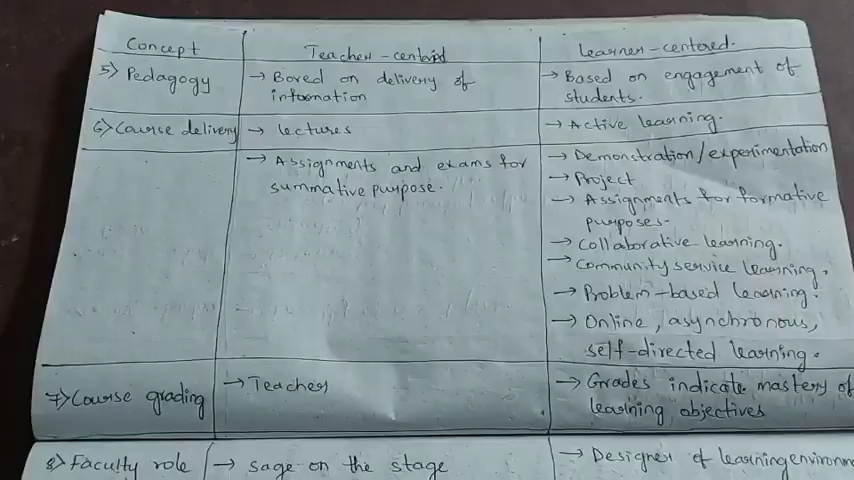 Concept Teacher-centered Learner-centered.
5) Pedagogy → Bored on delivery of → Based on engagement of
information students.
6) Course delivery → lectures → Active learning.
→ Assignments and exams for → Demonstration/experimentation
summative purpose. → Project
→ Assignments for formative
purposes.
→ Collaborative learning.
→ Community service learning.
→ Problem-based learning.
→ Online, asynchronous,
self-directed learning.
7) Course grading → Teacher → Grades indicate mastery of
learning objectives
8) Faculty role → sage on the stage → Designer of learning environm